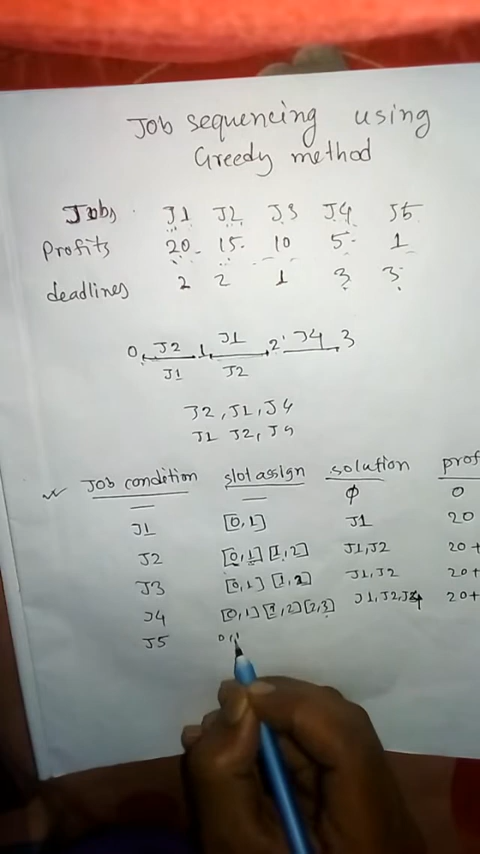 Job sequencing using
Greedy method
Jobs J1 J2 J3 J4 J5
Profits 20 15 10 5 1
deadlines 2 2 1 3 3
0 J2 1 J1 2 J4 3
J1 J2
J2, J1, J4
J1 J2, J4
Job condition slot assign solution prof
ϕ 0
J1 [0,1] J1 20
J2 [0,1] [1,2] J1, J2 20+
J3 [0,1] [1,2] J1, J2 20+
J4 [0,1] [1,2] [2,3] J1, J2, J4 20+
J5 0,1